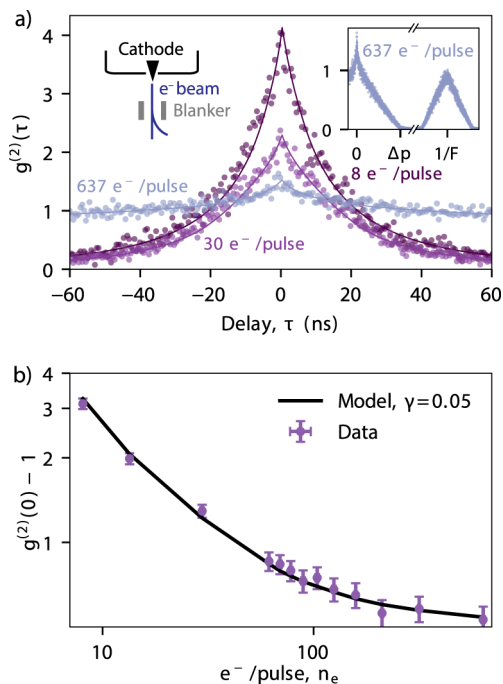 a)
Cathode
e⁻ beam
Blanker
637 e⁻/pulse
1
0
0 Δp 1/F
8 e⁻/pulse
637 e⁻/pulse
30 e⁻/pulse
g⁽²⁾(τ)
4
3
2
1
0
−60 −40 −20 0 20 40 60
Delay, τ (ns)
b)
g⁽²⁾(0) − 1
4
3
2
1
Model, γ=0.05
Data
10 100
e⁻/pulse, nₑ